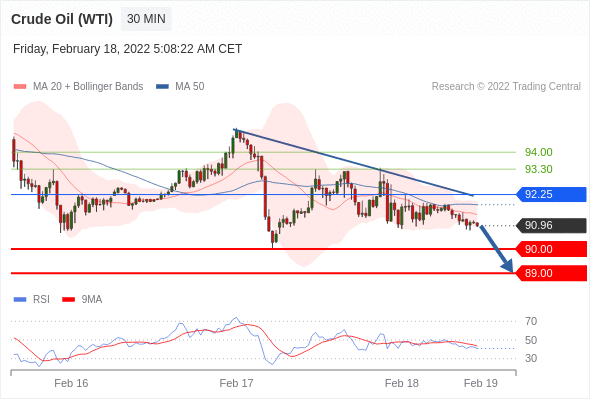 Crude Oil (WTI) 30 MIN
Friday, February 18, 2022 5:08:22 AM CET
MA 20 + Bollinger Bands MA 50 Research © 2022 Trading Central
94.00
93.30
92.25
90.96
90.00
89.00
RSI 9MA
70
50
30
Feb 16 Feb 17 Feb 18 Feb 19